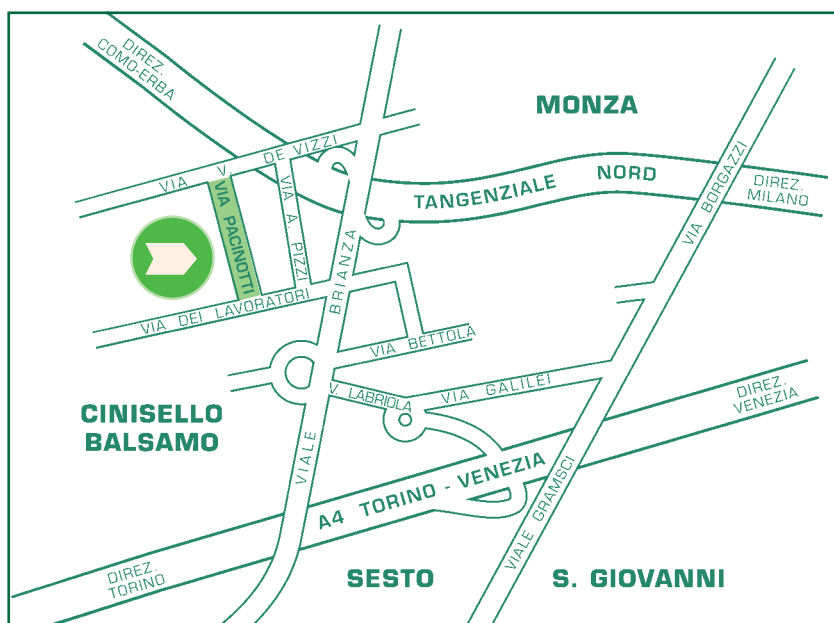 DIREZ.
COMO-ERBA
MONZA
VIA V. DE VIZZI
VIA BORGAZZI
TANGENZIALE NORD
DIREZ.
MILANO
VIA PACINOTTI
VIA A. PIZZI
BRIANZA
VIA DEI LAVORATORI
VIA BETTOLA
V. LABRIOLA
VIA GALILEI
DIREZ.
VENEZIA
CINISELLO
BALSAMO
VIALE
A4 TORINO - VENEZIA
VIALE GRAMSCI
DIREZ.
TORINO
SESTO S. GIOVANNI